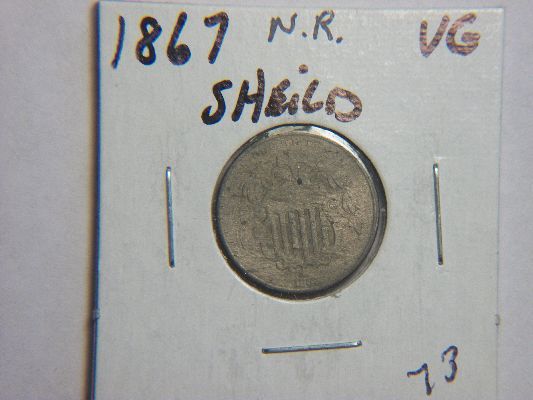 1867 N.R. VG
SHEILD
73